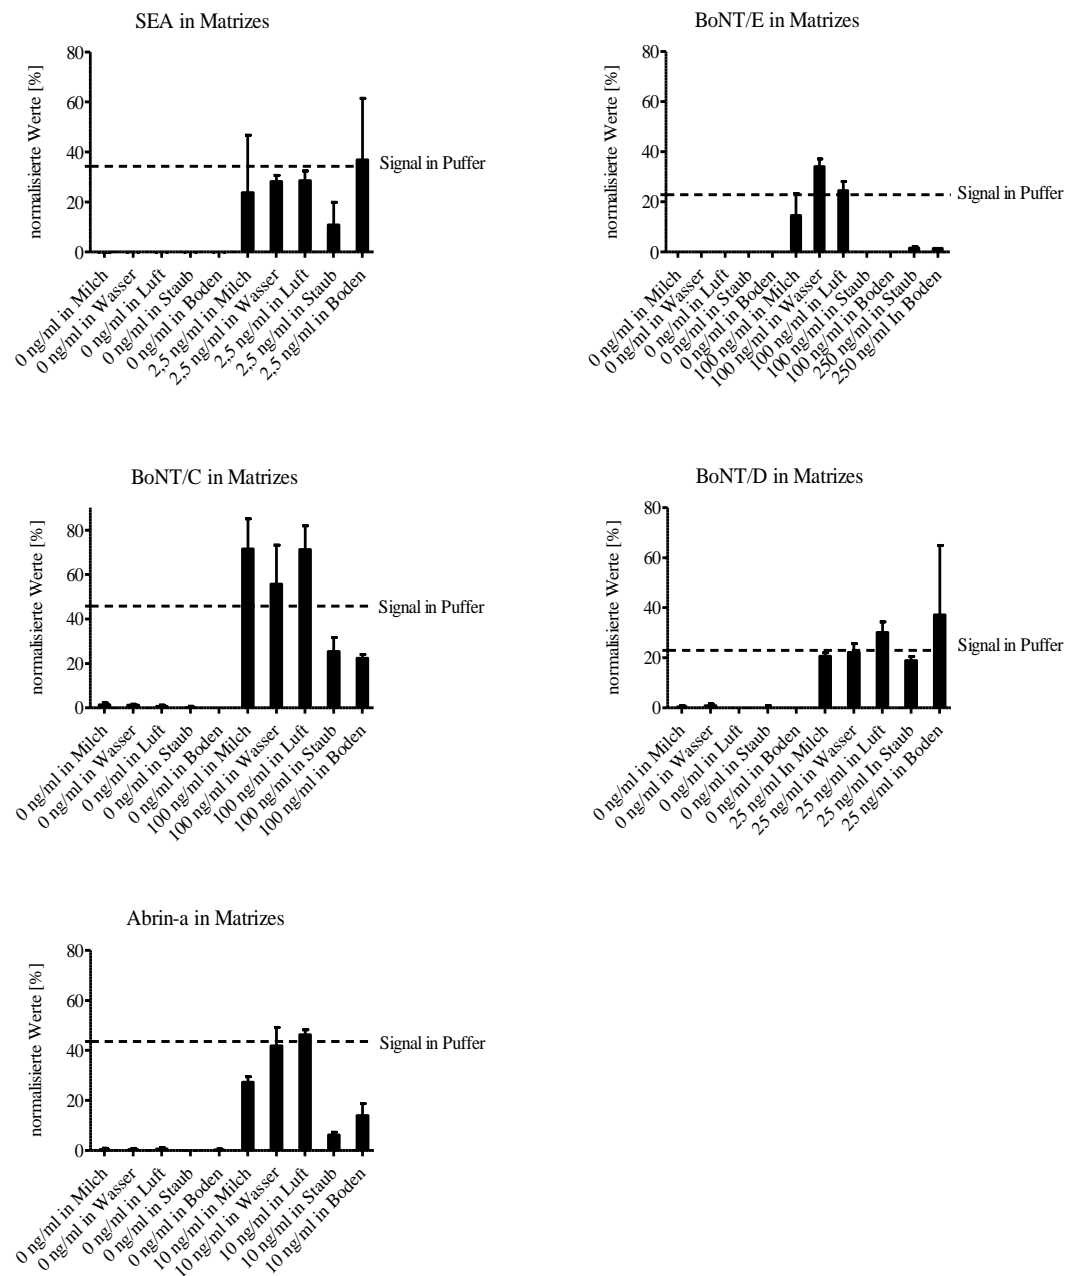 SEA in Matrizes
normalisierte Werte [%]
80
60
40
20
0
Signal in Puffer
0 ng/ml in Milch
0 ng/ml in Wasser
0 ng/ml in Luft
0 ng/ml in Staub
0 ng/ml in Boden
2,5 ng/ml in Milch
2,5 ng/ml in Wasser
2,5 ng/ml in Luft
2,5 ng/ml in Staub
2,5 ng/ml in Boden
BoNT/E in Matrizes
normalisierte Werte [%]
80
60
40
20
0
Signal in Puffer
0 ng/ml in Milch
0 ng/ml in Wasser
0 ng/ml in Luft
0 ng/ml in Staub
0 ng/ml in Boden
100 ng/ml in Milch
100 ng/ml in Wasser
100 ng/ml in Luft
100 ng/ml in Staub
100 ng/ml in Boden
250 ng/ml in Staub
250 ng/ml In Boden
BoNT/C in Matrizes
normalisierte Werte [%]
80
60
40
20
0
Signal in Puffer
0 ng/ml in Milch
0 ng/ml in Wasser
0 ng/ml in Luft
0 ng/ml in Staub
0 ng/ml in Boden
100 ng/ml in Milch
100 ng/ml in Wasser
100 ng/ml in Luft
100 ng/ml in Staub
100 ng/ml in Boden
BoNT/D in Matrizes
normalisierte Werte [%]
80
60
40
20
0
Signal in Puffer
0 ng/ml in Milch
0 ng/ml in Wasser
0 ng/ml in Luft
0 ng/ml in Staub
0 ng/ml in Boden
25 ng/ml In Milch
25 ng/ml in Wasser
25 ng/ml in Luft
25 ng/ml In Staub
25 ng/ml in Boden
Abrin-a in Matrizes
normalisierte Werte [%]
80
60
40
20
0
Signal in Puffer
0 ng/ml in Milch
0 ng/ml in Wasser
0 ng/ml in Luft
0 ng/ml in Staub
0 ng/ml in Boden
10 ng/ml in Milch
10 ng/ml in Wasser
10 ng/ml in Luft
10 ng/ml in Staub
10 ng/ml in Boden